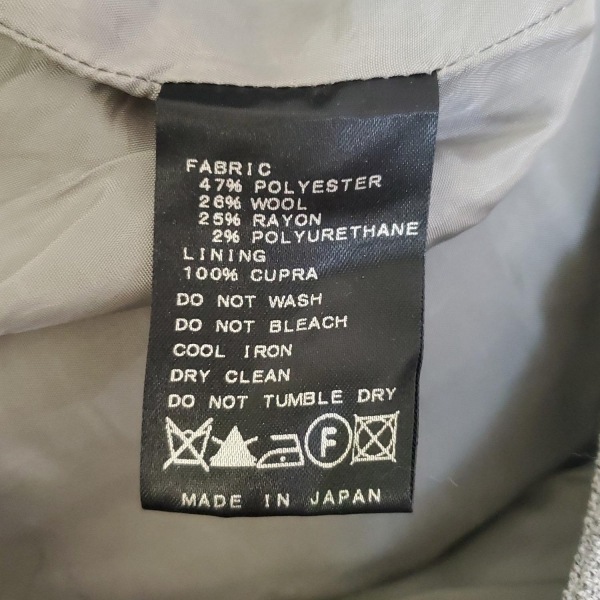 FABRIC
47% POLYESTER
26% WOOL
25% RAYON
2% POLYURETHANE
LINING
100% CUPRA
DO NOT WASH
DO NOT BLEACH
COOL IRON
DRY CLEAN
DO NOT TUMBLE DRY
F
MADE IN JAPAN